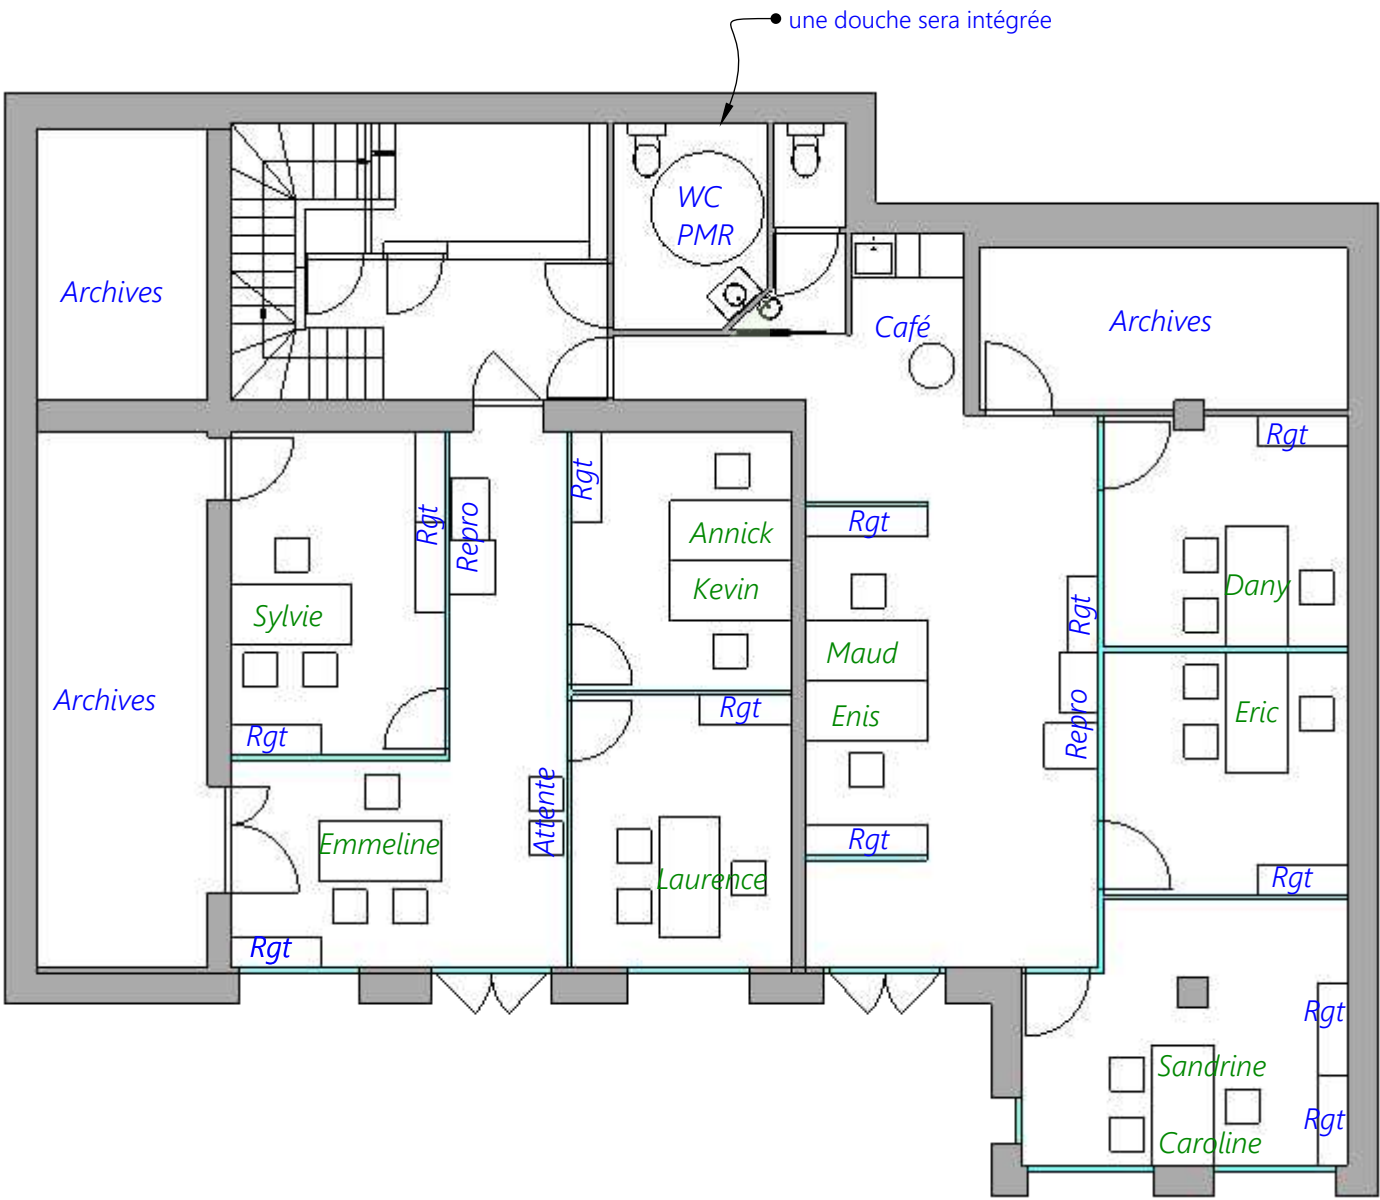 une douche sera intégrée
WC
PMR
Archives
Café
Archives
Rgt
Rgt
Rgt
Repro
Annick
Kevin
Rgt
Dany
Sylvie
Rgt
Maud
Enis
Archives
Rgt
Rgt
Repro
Eric
Attente
Emmeline
Rgt
Laurence
Rgt
Rgt
Rgt
Sandrine
Rgt
Caroline